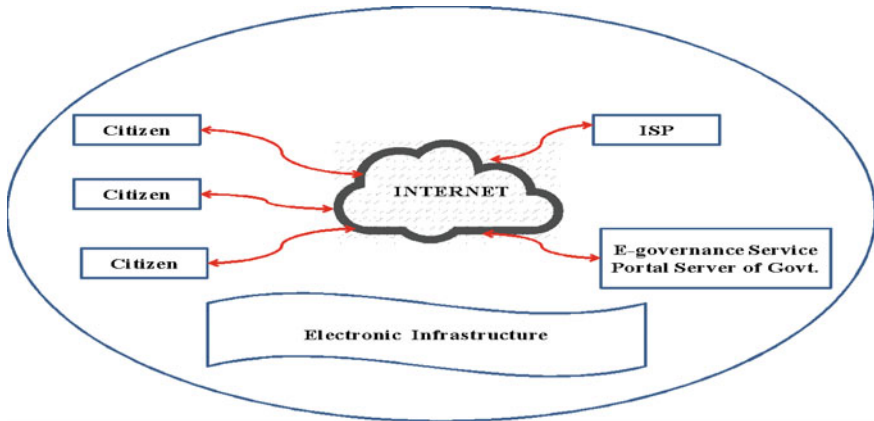 Citizen
ISP
Citizen
INTERNET
Citizen
E-governance Service
Portal Server of Govt.
Electronic Infrastructure